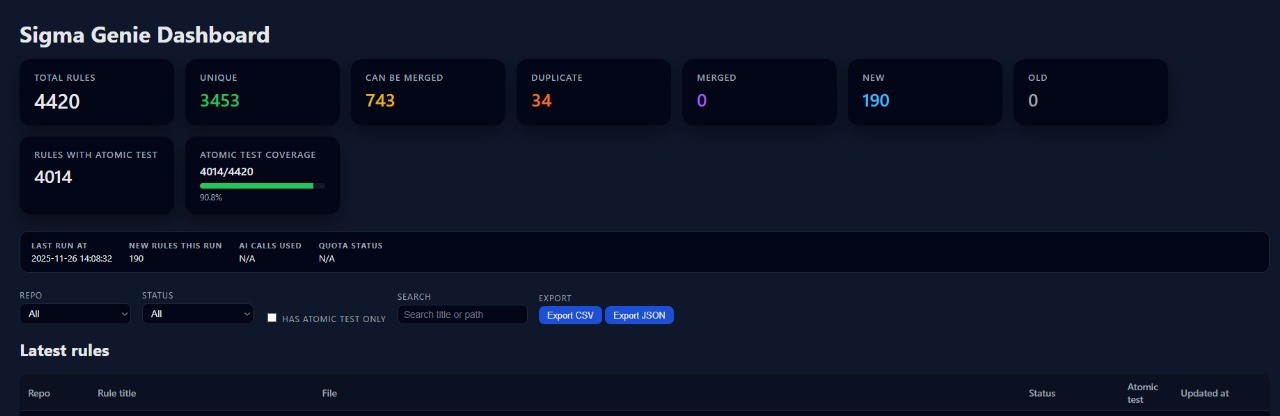 Sigma Genie Dashboard
TOTAL RULES
4420
UNIQUE
3453
CAN BE MERGED
743
DUPLICATE
34
MERGED
0
NEW
190
OLD
0
RULES WITH ATOMIC TEST
4014
ATOMIC TEST COVERAGE
4014/4420
90.8%
LAST RUN AT
2025-11-26 14:08:32
NEW RULES THIS RUN
190
AI CALLS USED
N/A
QUOTA STATUS
N/A
REPO
All
STATUS
All
HAS ATOMIC TEST ONLY
SEARCH
Search title or path
EXPORT
Export CSV
Export JSON
Latest rules
Repo
Rule title
File
Status
Atomic
test
Updated at